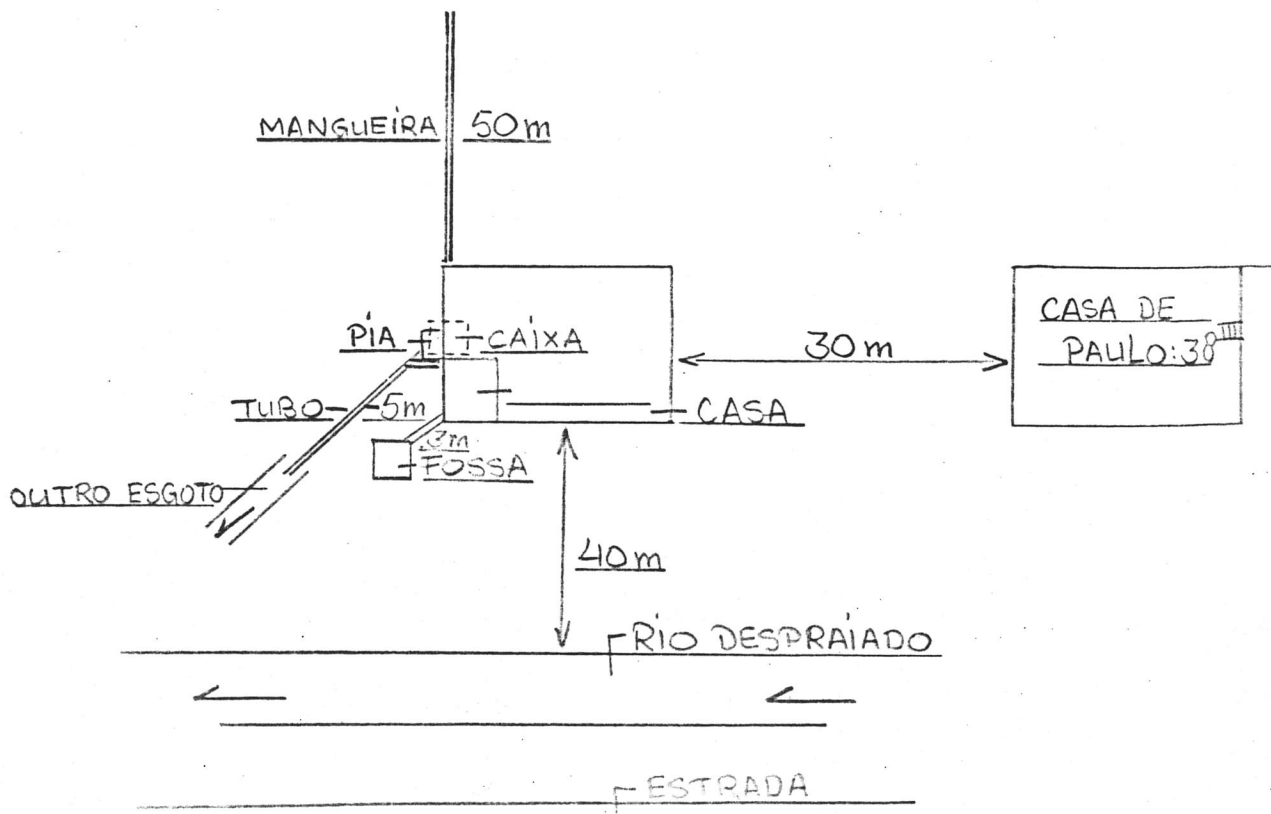 MANGUEIRA 50m
CASA DE
PAULO:38
PIA
CAIXA
30m
TUBO
5m
CASA
3m
FOSSA
OUTRO ESGOTO
40m
RIO DESPRAIADO
ESTRADA